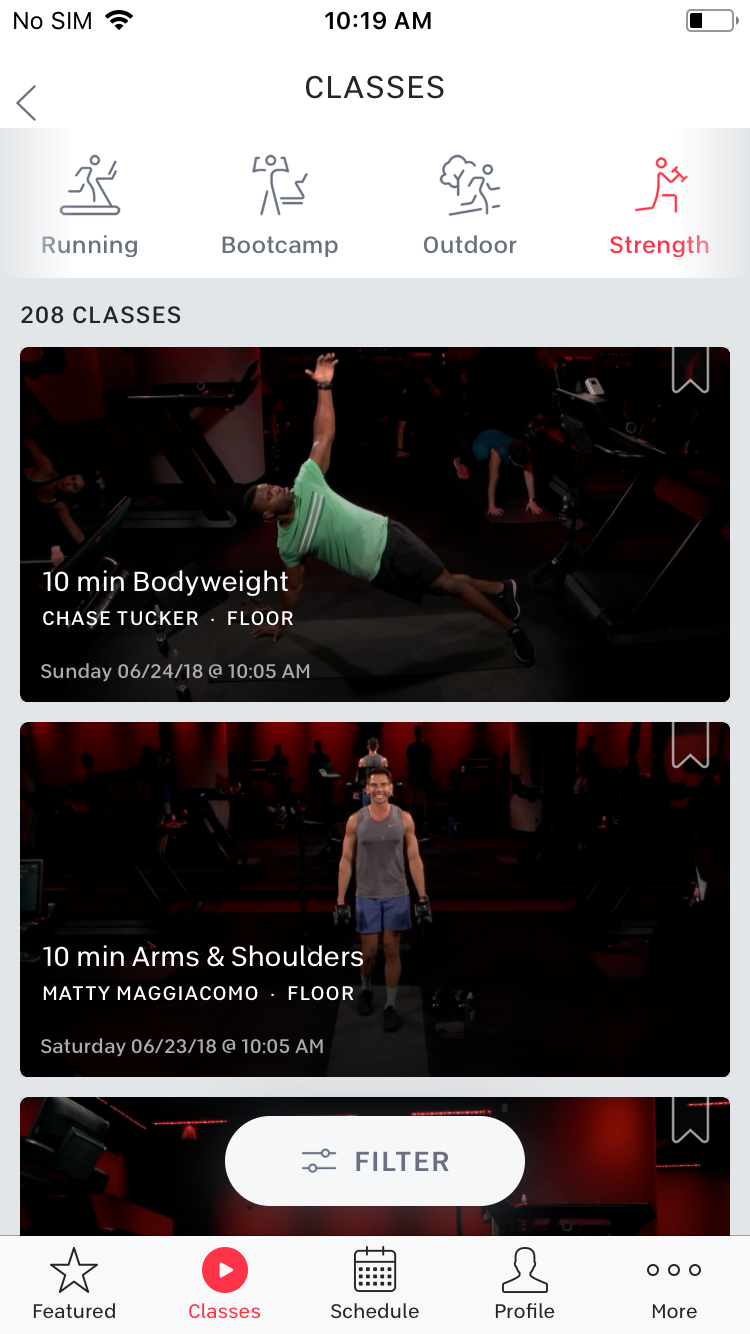 No SIM 10:19 AM
CLASSES
Running Bootcamp Outdoor Strength
208 CLASSES
10 min Bodyweight
CHASE TUCKER · FLOOR
Sunday 06/24/18 @ 10:05 AM
10 min Arms & Shoulders
MATTY MAGGIACOMO · FLOOR
Saturday 06/23/18 @ 10:05 AM
FILTER
Featured Classes Schedule Profile More